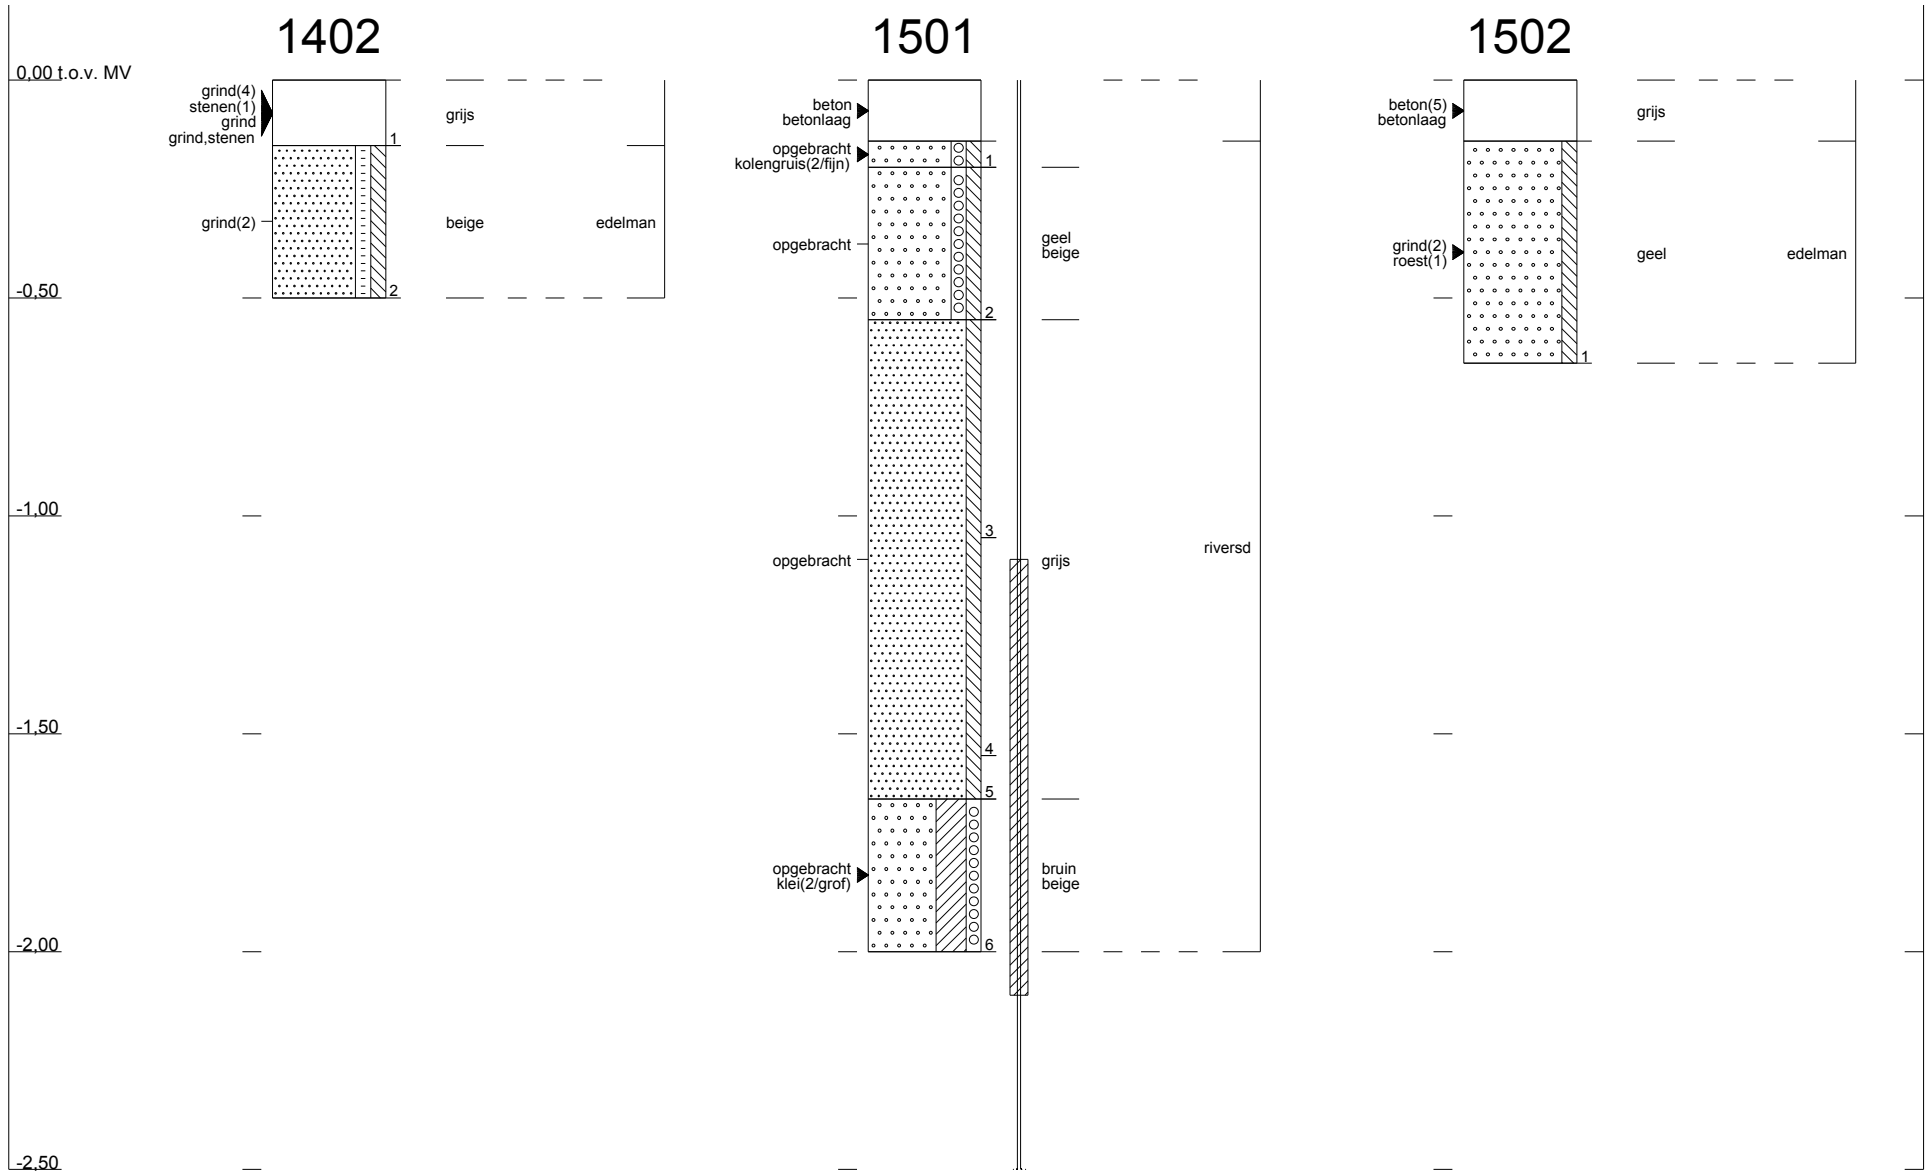 1402
1501
1502
0,00 t.o.v. MV
grind(4)
stenen(1)
grind
grind,stenen
1
grijs
grind(2)
beige
edelman
2
beton
betonlaag
opgebracht
kolengruis(2/fijn)
1
opgebracht
geel
beige
2
3
opgebracht
grijs
riversd
4
5
opgebracht
klei(2/grof)
bruin
beige
6
beton(5)
betonlaag
grijs
grind(2)
roest(1)
geel
edelman
1
-0,50
-1,00
-1,50
-2,00
-2,50